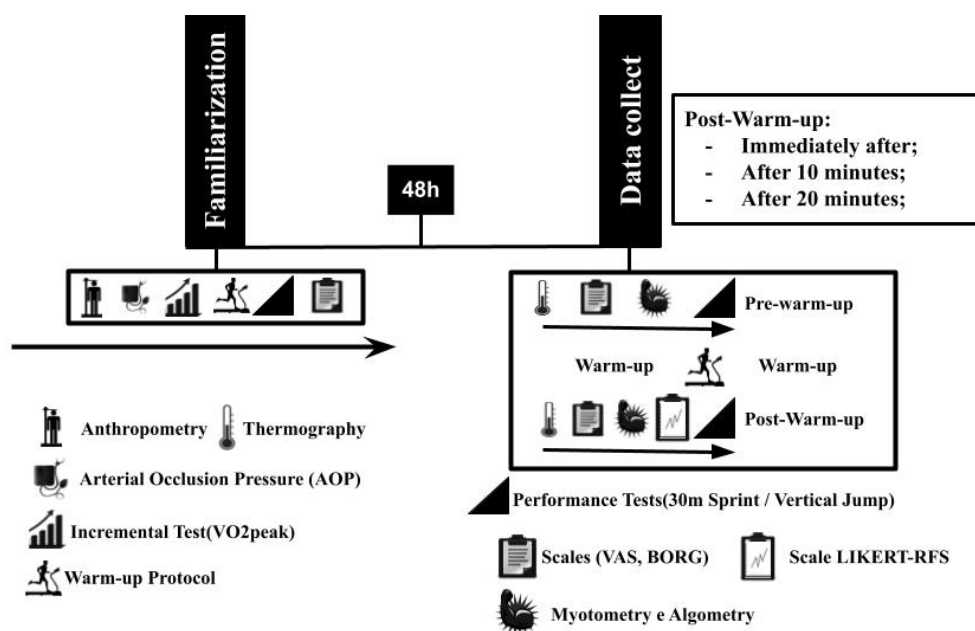 Familiarization
48h
Data collect
Post-Warm-up:
- Immediately after;
- After 10 minutes;
- After 20 minutes;
Pre-warm-up
Warm-up
Warm-up
Post-Warm-up
Anthropometry
Thermography
Arterial Occlusion Pressure (AOP)
Incremental Test(VO2peak)
Warm-up Protocol
Performance Tests(30m Sprint / Vertical Jump)
Scales (VAS, BORG)
Scale LIKERT-RFS
Myotometry e Algometry